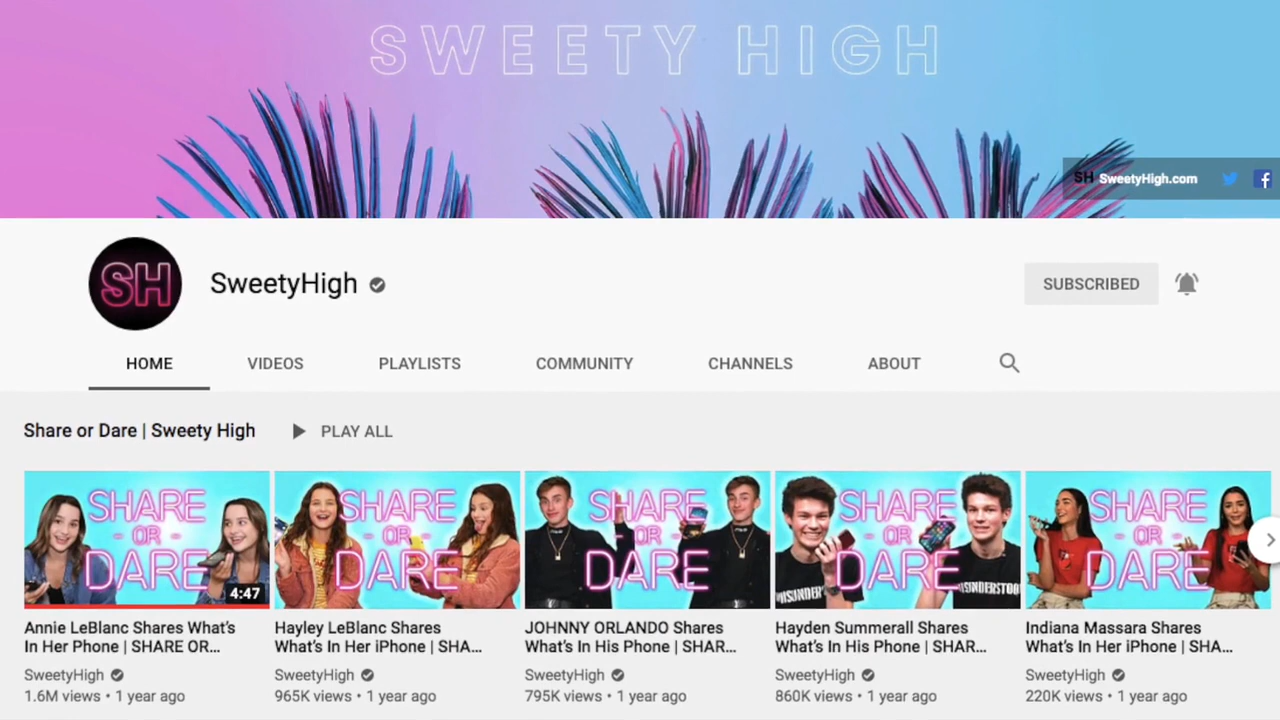 SWEETY HIGH
SH SweetyHigh.com
SH
SweetyHigh
SUBSCRIBED
HOME VIDEOS PLAYLISTS COMMUNITY CHANNELS ABOUT
Share or Dare | Sweety High PLAY ALL
SHARE
- OR -
DARE
4:47
SHARE
- OR -
DARE
SHARE
- OR -
DARE
SHARE
- OR -
DARE
SHARE
- OR -
DARE
Annie LeBlanc Shares What's
In Her Phone | SHARE OR...
SweetyHigh
1.6M views • 1 year ago
Hayley LeBlanc Shares
What's In Her iPhone | SHA...
SweetyHigh
965K views • 1 year ago
JOHNNY ORLANDO Shares
What's In His Phone | SHAR...
SweetyHigh
795K views • 1 year ago
Hayden Summerall Shares
What's In His Phone | SHAR...
SweetyHigh
860K views • 1 year ago
Indiana Massara Shares
What's In Her iPhone | SHA...
SweetyHigh
220K views • 1 year ago